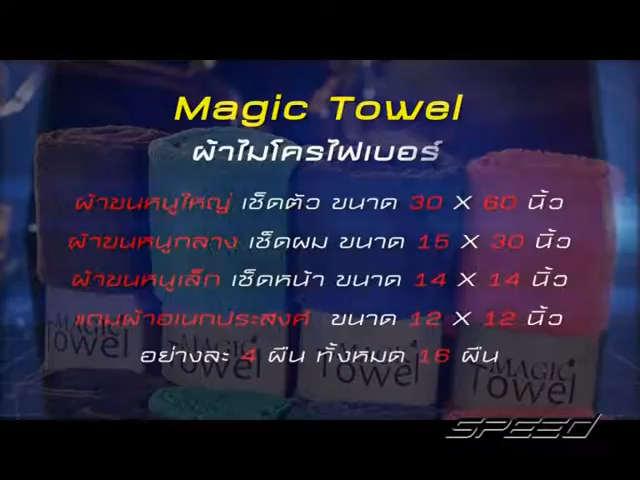 Magic Towel
ผ้าไมโครไฟเบอร์
ผ้าขนหนูใหญ่ เช็ดตัว ขนาด 30 X 60 นิ้ว
ผ้าขนหนูกลาง เช็ดผม ขนาด 15 X 30 นิ้ว
ผ้าขนหนูเล็ก เช็ดหน้า ขนาด 14 X 14 นิ้ว
แถมผ้าอเนกประสงค์ ขนาด 12 X 12 นิ้ว
อย่างละ 4 ผืน ทั้งหมด 16 ผืน
MAGIC Towel
MAGIC Towel
MAGIC Towel
MAGIC Towel
SPEED